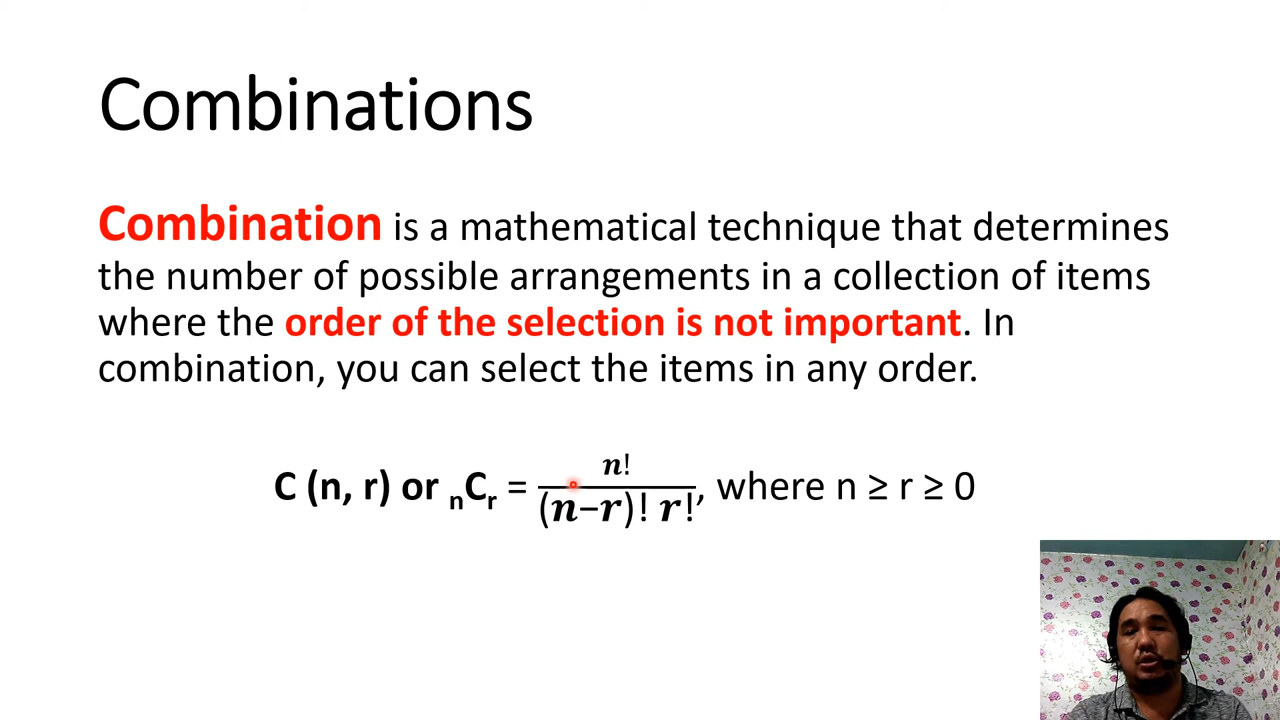 Combinations
Combination is a mathematical technique that determines
the number of possible arrangements in a collection of items
where the order of the selection is not important. In
combination, you can select the items in any order.
C (n, r) or nCr = n! / (n−r)! r!, where n ≥ r ≥ 0